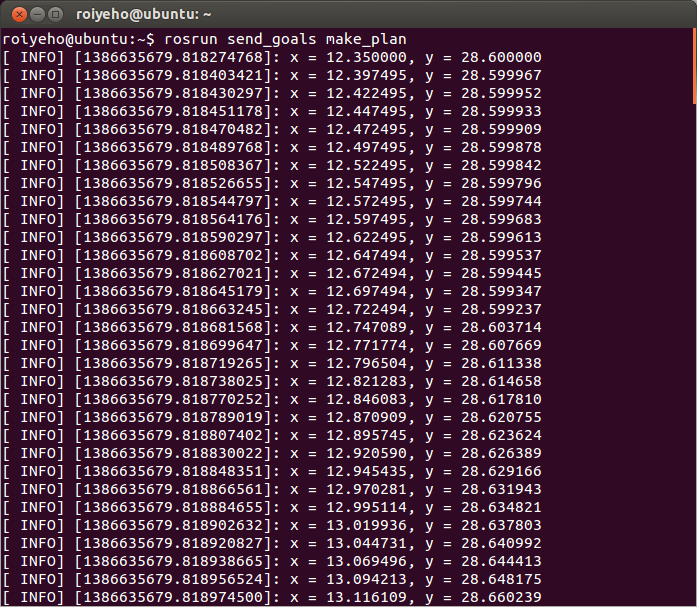 roiyeho@ubuntu: ~
roiyeho@ubuntu:~$ rosrun send_goals make_plan
[ INFO] [1386635679.818274768]: x = 12.350000, y = 28.600000
[ INFO] [1386635679.818403421]: x = 12.397495, y = 28.599967
[ INFO] [1386635679.818430297]: x = 12.422495, y = 28.599952
[ INFO] [1386635679.818451178]: x = 12.447495, y = 28.599933
[ INFO] [1386635679.818470482]: x = 12.472495, y = 28.599909
[ INFO] [1386635679.818489768]: x = 12.497495, y = 28.599878
[ INFO] [1386635679.818508367]: x = 12.522495, y = 28.599842
[ INFO] [1386635679.818526655]: x = 12.547495, y = 28.599796
[ INFO] [1386635679.818544797]: x = 12.572495, y = 28.599744
[ INFO] [1386635679.818564176]: x = 12.597495, y = 28.599683
[ INFO] [1386635679.818590297]: x = 12.622495, y = 28.599613
[ INFO] [1386635679.818608702]: x = 12.647494, y = 28.599537
[ INFO] [1386635679.818627021]: x = 12.672494, y = 28.599445
[ INFO] [1386635679.818645179]: x = 12.697494, y = 28.599347
[ INFO] [1386635679.818663245]: x = 12.722494, y = 28.599237
[ INFO] [1386635679.818681568]: x = 12.747089, y = 28.603714
[ INFO] [1386635679.818699647]: x = 12.771774, y = 28.607669
[ INFO] [1386635679.818719265]: x = 12.796504, y = 28.611338
[ INFO] [1386635679.818738025]: x = 12.821283, y = 28.614658
[ INFO] [1386635679.818770252]: x = 12.846083, y = 28.617810
[ INFO] [1386635679.818789019]: x = 12.870909, y = 28.620755
[ INFO] [1386635679.818807402]: x = 12.895745, y = 28.623624
[ INFO] [1386635679.818830022]: x = 12.920590, y = 28.626389
[ INFO] [1386635679.818848351]: x = 12.945435, y = 28.629166
[ INFO] [1386635679.818866561]: x = 12.970281, y = 28.631943
[ INFO] [1386635679.818884655]: x = 12.995114, y = 28.634821
[ INFO] [1386635679.818902632]: x = 13.019936, y = 28.637803
[ INFO] [1386635679.818920827]: x = 13.044731, y = 28.640992
[ INFO] [1386635679.818938665]: x = 13.069496, y = 28.644413
[ INFO] [1386635679.818956524]: x = 13.094213, y = 28.648175
[ INFO] [1386635679.818974500]: x = 13.116109, y = 28.660239